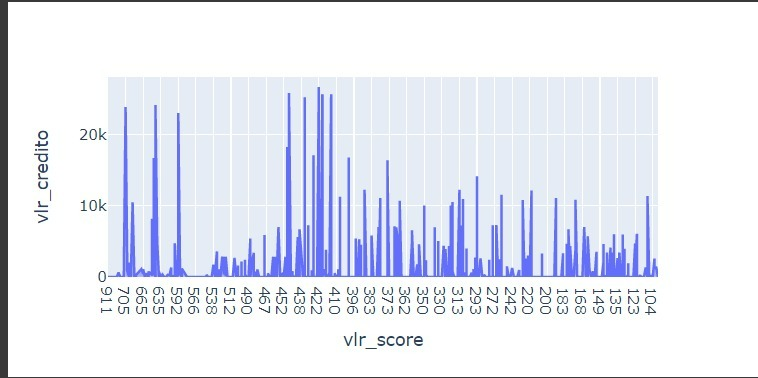 vlr_credito
20k
10k
0
911 705 665 635 592 566 538 512 490 467 452 438 422 410 396 383 373 362 350 330 313 293 272 242 220 200 183 168 149 135 123 104
vlr_score